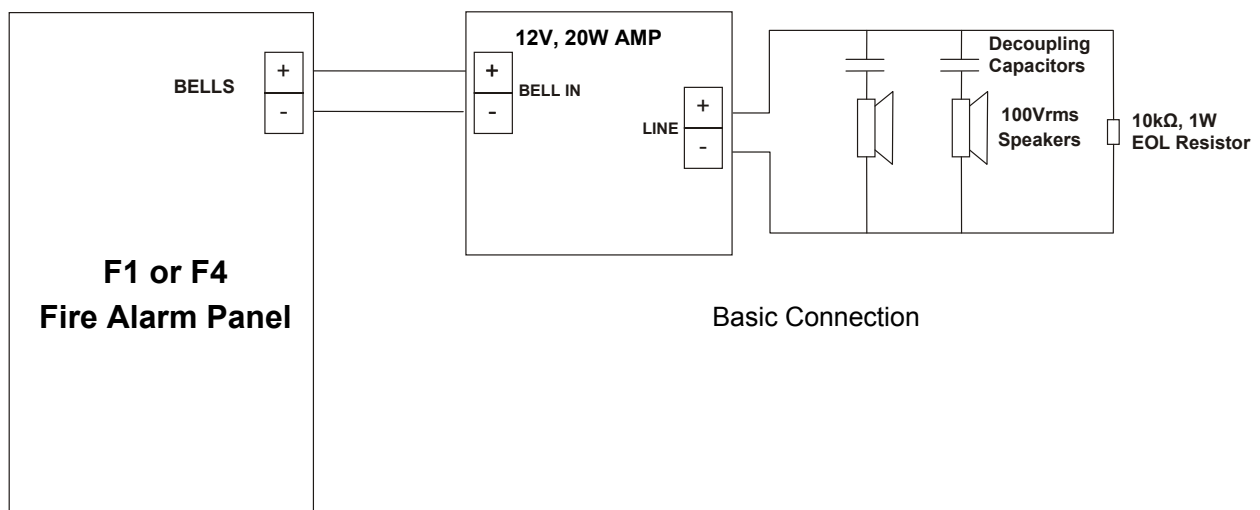 BELLS
+
-
F1 or F4
Fire Alarm Panel
12V, 20W AMP
+
-
BELL IN
LINE
+
-
Decoupling
Capacitors
100Vrms
Speakers
10kΩ, 1W
EOL Resistor
Basic Connection